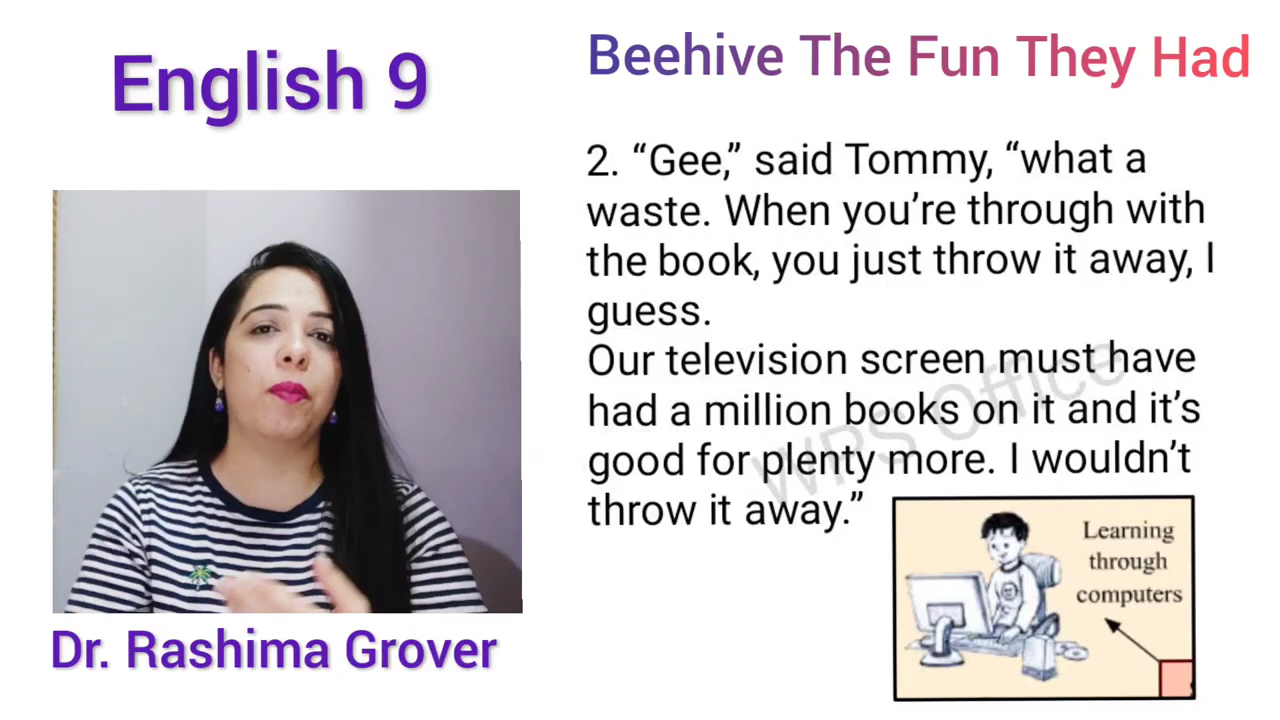 English 9
Beehive The Fun They Had
2. “Gee,” said Tommy, “what a
waste. When you’re through with
the book, you just throw it away, I
guess.
Our television screen must have
had a million books on it and it’s
good for plenty more. I wouldn’t
throw it away.”
WPS Office
Learning
through
computers
Dr. Rashima Grover